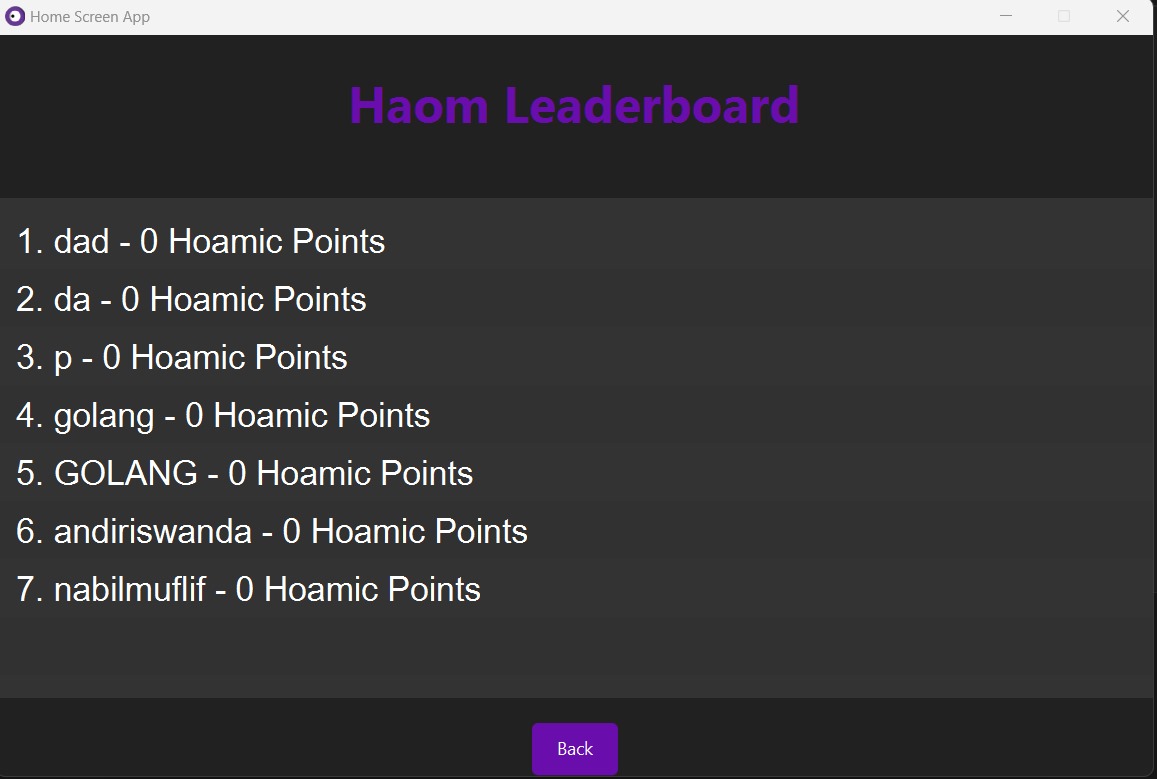 Home Screen App
Haom Leaderboard
1. dad - 0 Hoamic Points
2. da - 0 Hoamic Points
3. p - 0 Hoamic Points
4. golang - 0 Hoamic Points
5. GOLANG - 0 Hoamic Points
6. andiriswanda - 0 Hoamic Points
7. nabilmuflif - 0 Hoamic Points
Back